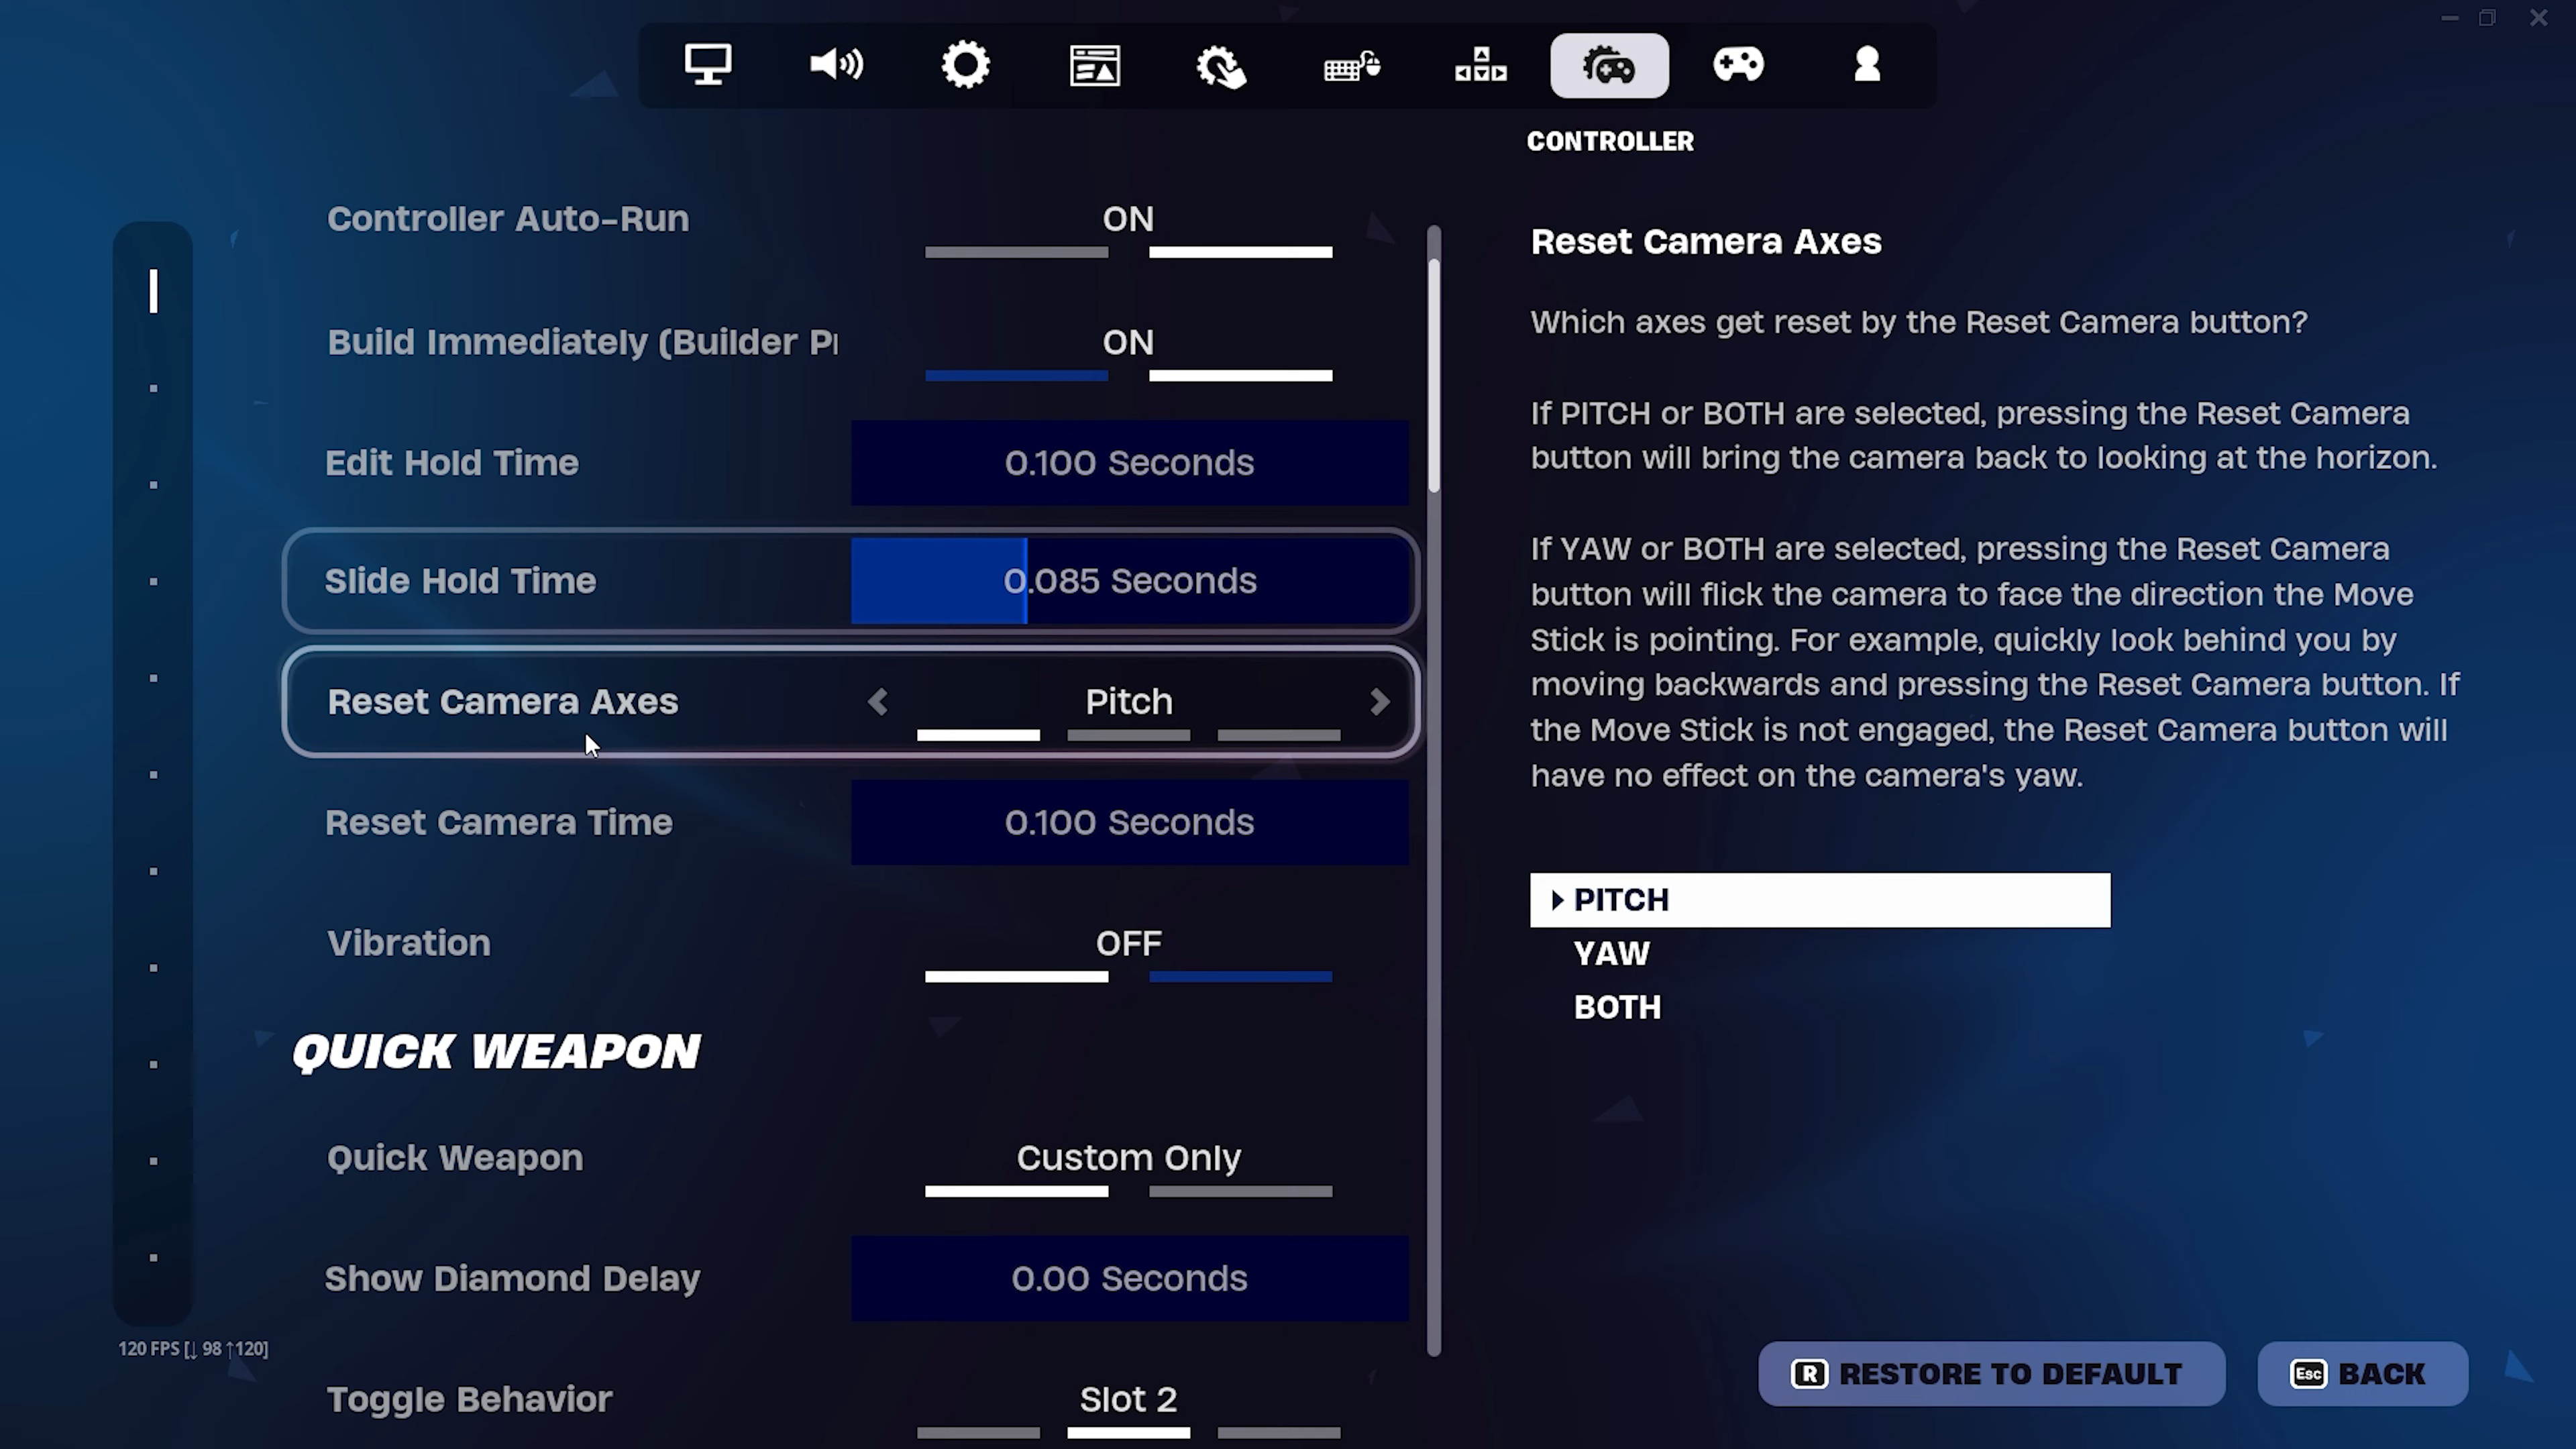 CONTROLLER
Controller Auto-Run
ON
Build Immediately (Builder
ON
Edit Hold Time
0.100 Seconds
Slide Hold Time
0.085 Seconds
Reset Camera Axes
Pitch
Reset Camera Time
0.100 Seconds
Vibration
OFF
QUICK WEAPON
Quick Weapon
Custom Only
Show Diamond Delay
0.00 Seconds
Toggle Behavior
Slot 2
Reset Camera Axes
Which axes get reset by the Reset Camera button?
If PITCH or BOTH are selected, pressing the Reset Camera
button will bring the camera back to looking at the horizon.
If YAW or BOTH are selected, pressing the Reset Camera
button will flick the camera to face the direction the Move
Stick is pointing. For example, quickly look behind you by
moving backwards and pressing the Reset Camera button. If
the Move Stick is not engaged, the Reset Camera button will
have no effect on the camera's yaw.
PITCH
YAW
BOTH
120 FPS [↓ 98 ↑120]
R RESTORE TO DEFAULT
Esc BACK